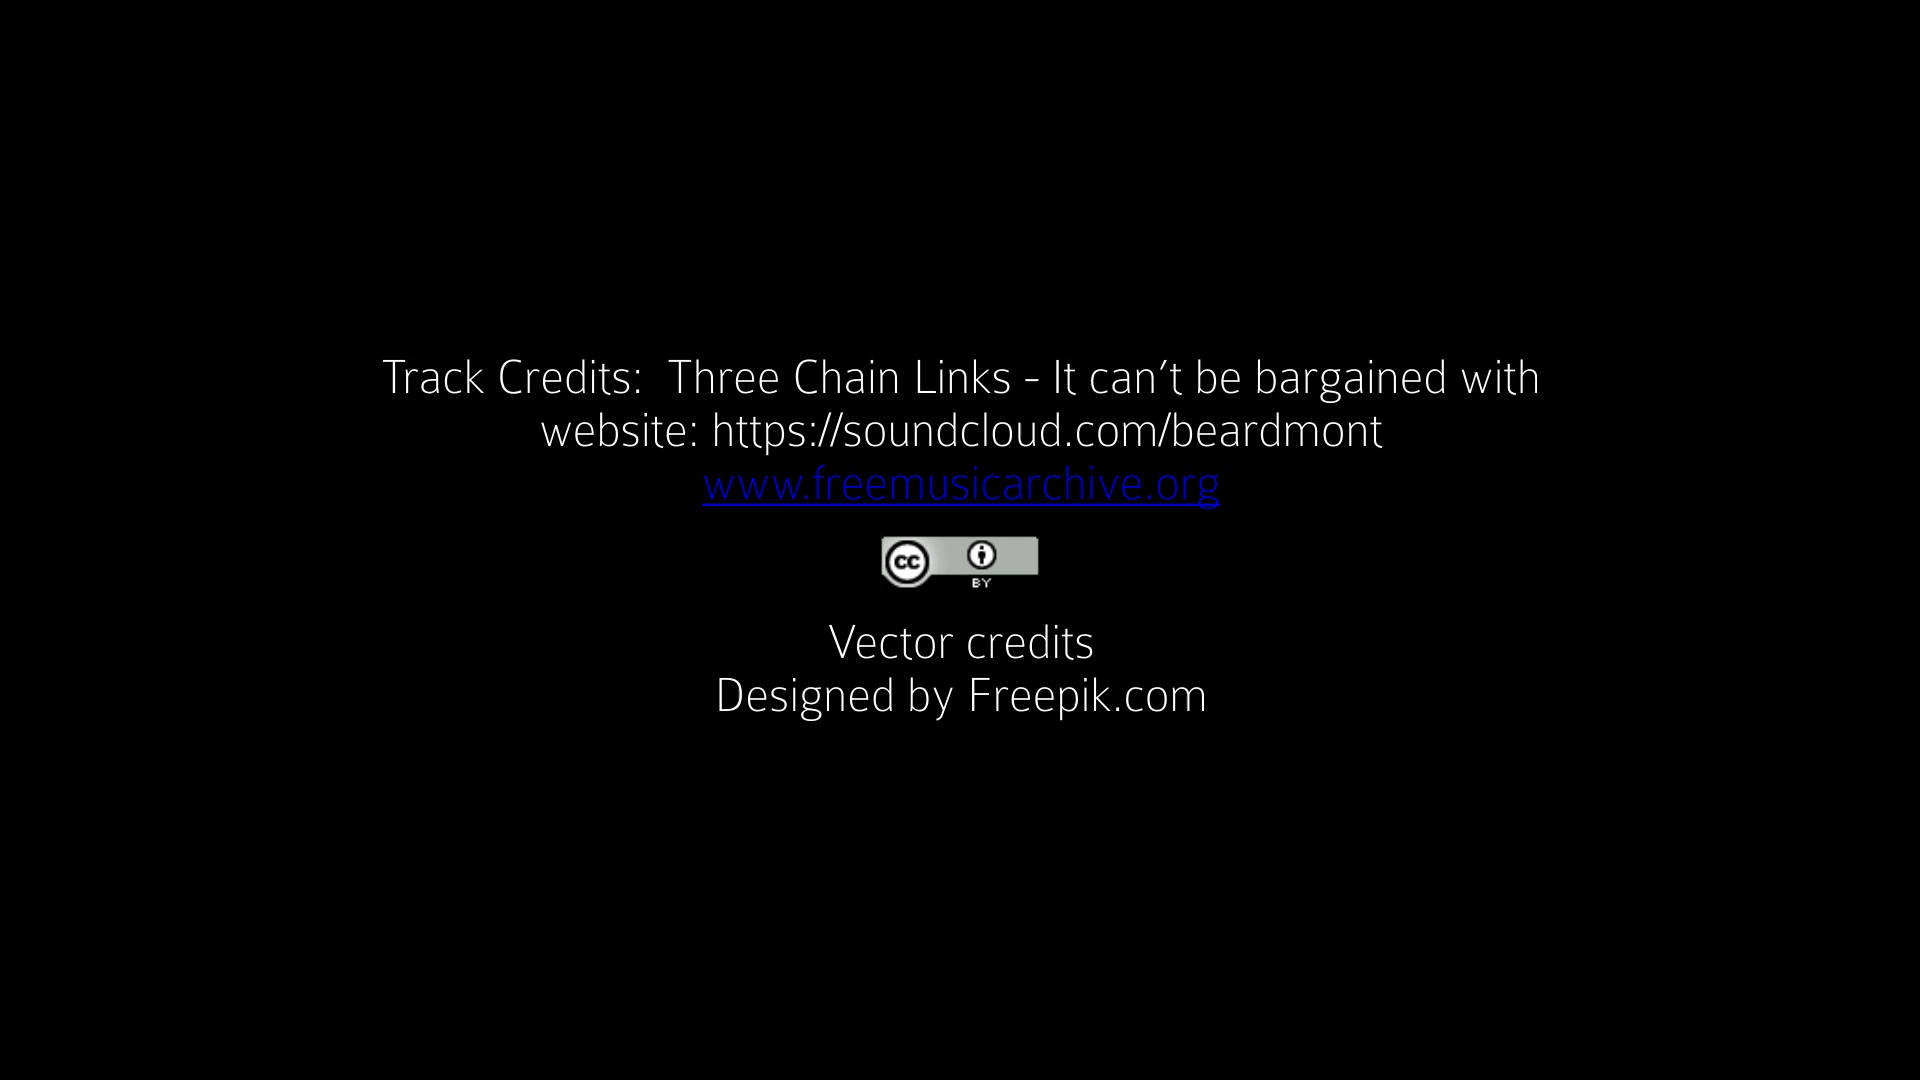 Track Credits:  Three Chain Links - It can't be bargained with
website: https://soundcloud.com/beardmont
www.freemusicarchive.org
cc BY
Vector credits
Designed by Freepik.com